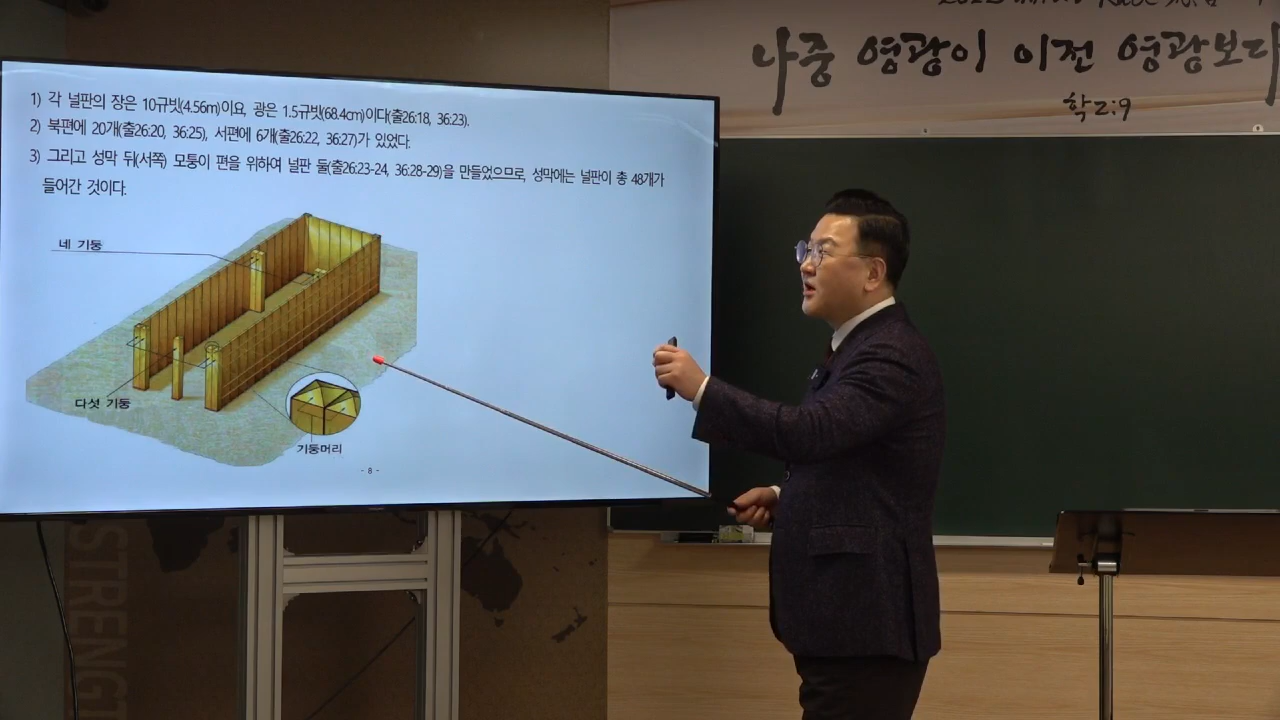 1) 각 널판의 장은 10규빗(4.56m)이요, 광은 1.5규빗(68.4cm)이다(출26:18, 36:23).
2) 북편에 20개(출26:20, 36:25), 서편에 6개(출26:22, 36:27)가 있었다.
3) 그리고 성막 뒤(서쪽) 모퉁이 편을 위하여 널판 둘(출26:23-24, 36:28-29)을 만들었으므로, 성막에는 널판이 총 48개가
들어간 것이다.
네 기둥
다섯 기둥
기둥머리
- 8 -
나중 영광이 이전 영광보다
학2:9
STRENGT